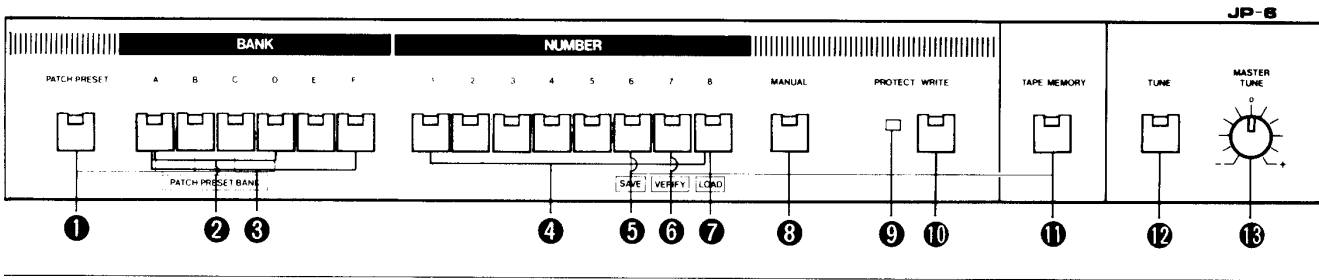 JP-6
BANK
NUMBER
PATCH PRESET A B C D E F 1 2 3 4 5 6 7 8 MANUAL PROTECT WRITE TAPE MEMORY TUNE MASTER TUNE
0
- +
PATCH PRESET BANK SAVE VERIFY LOAD
1 2 3 4 5 6 7 8 9 10 11 12 13